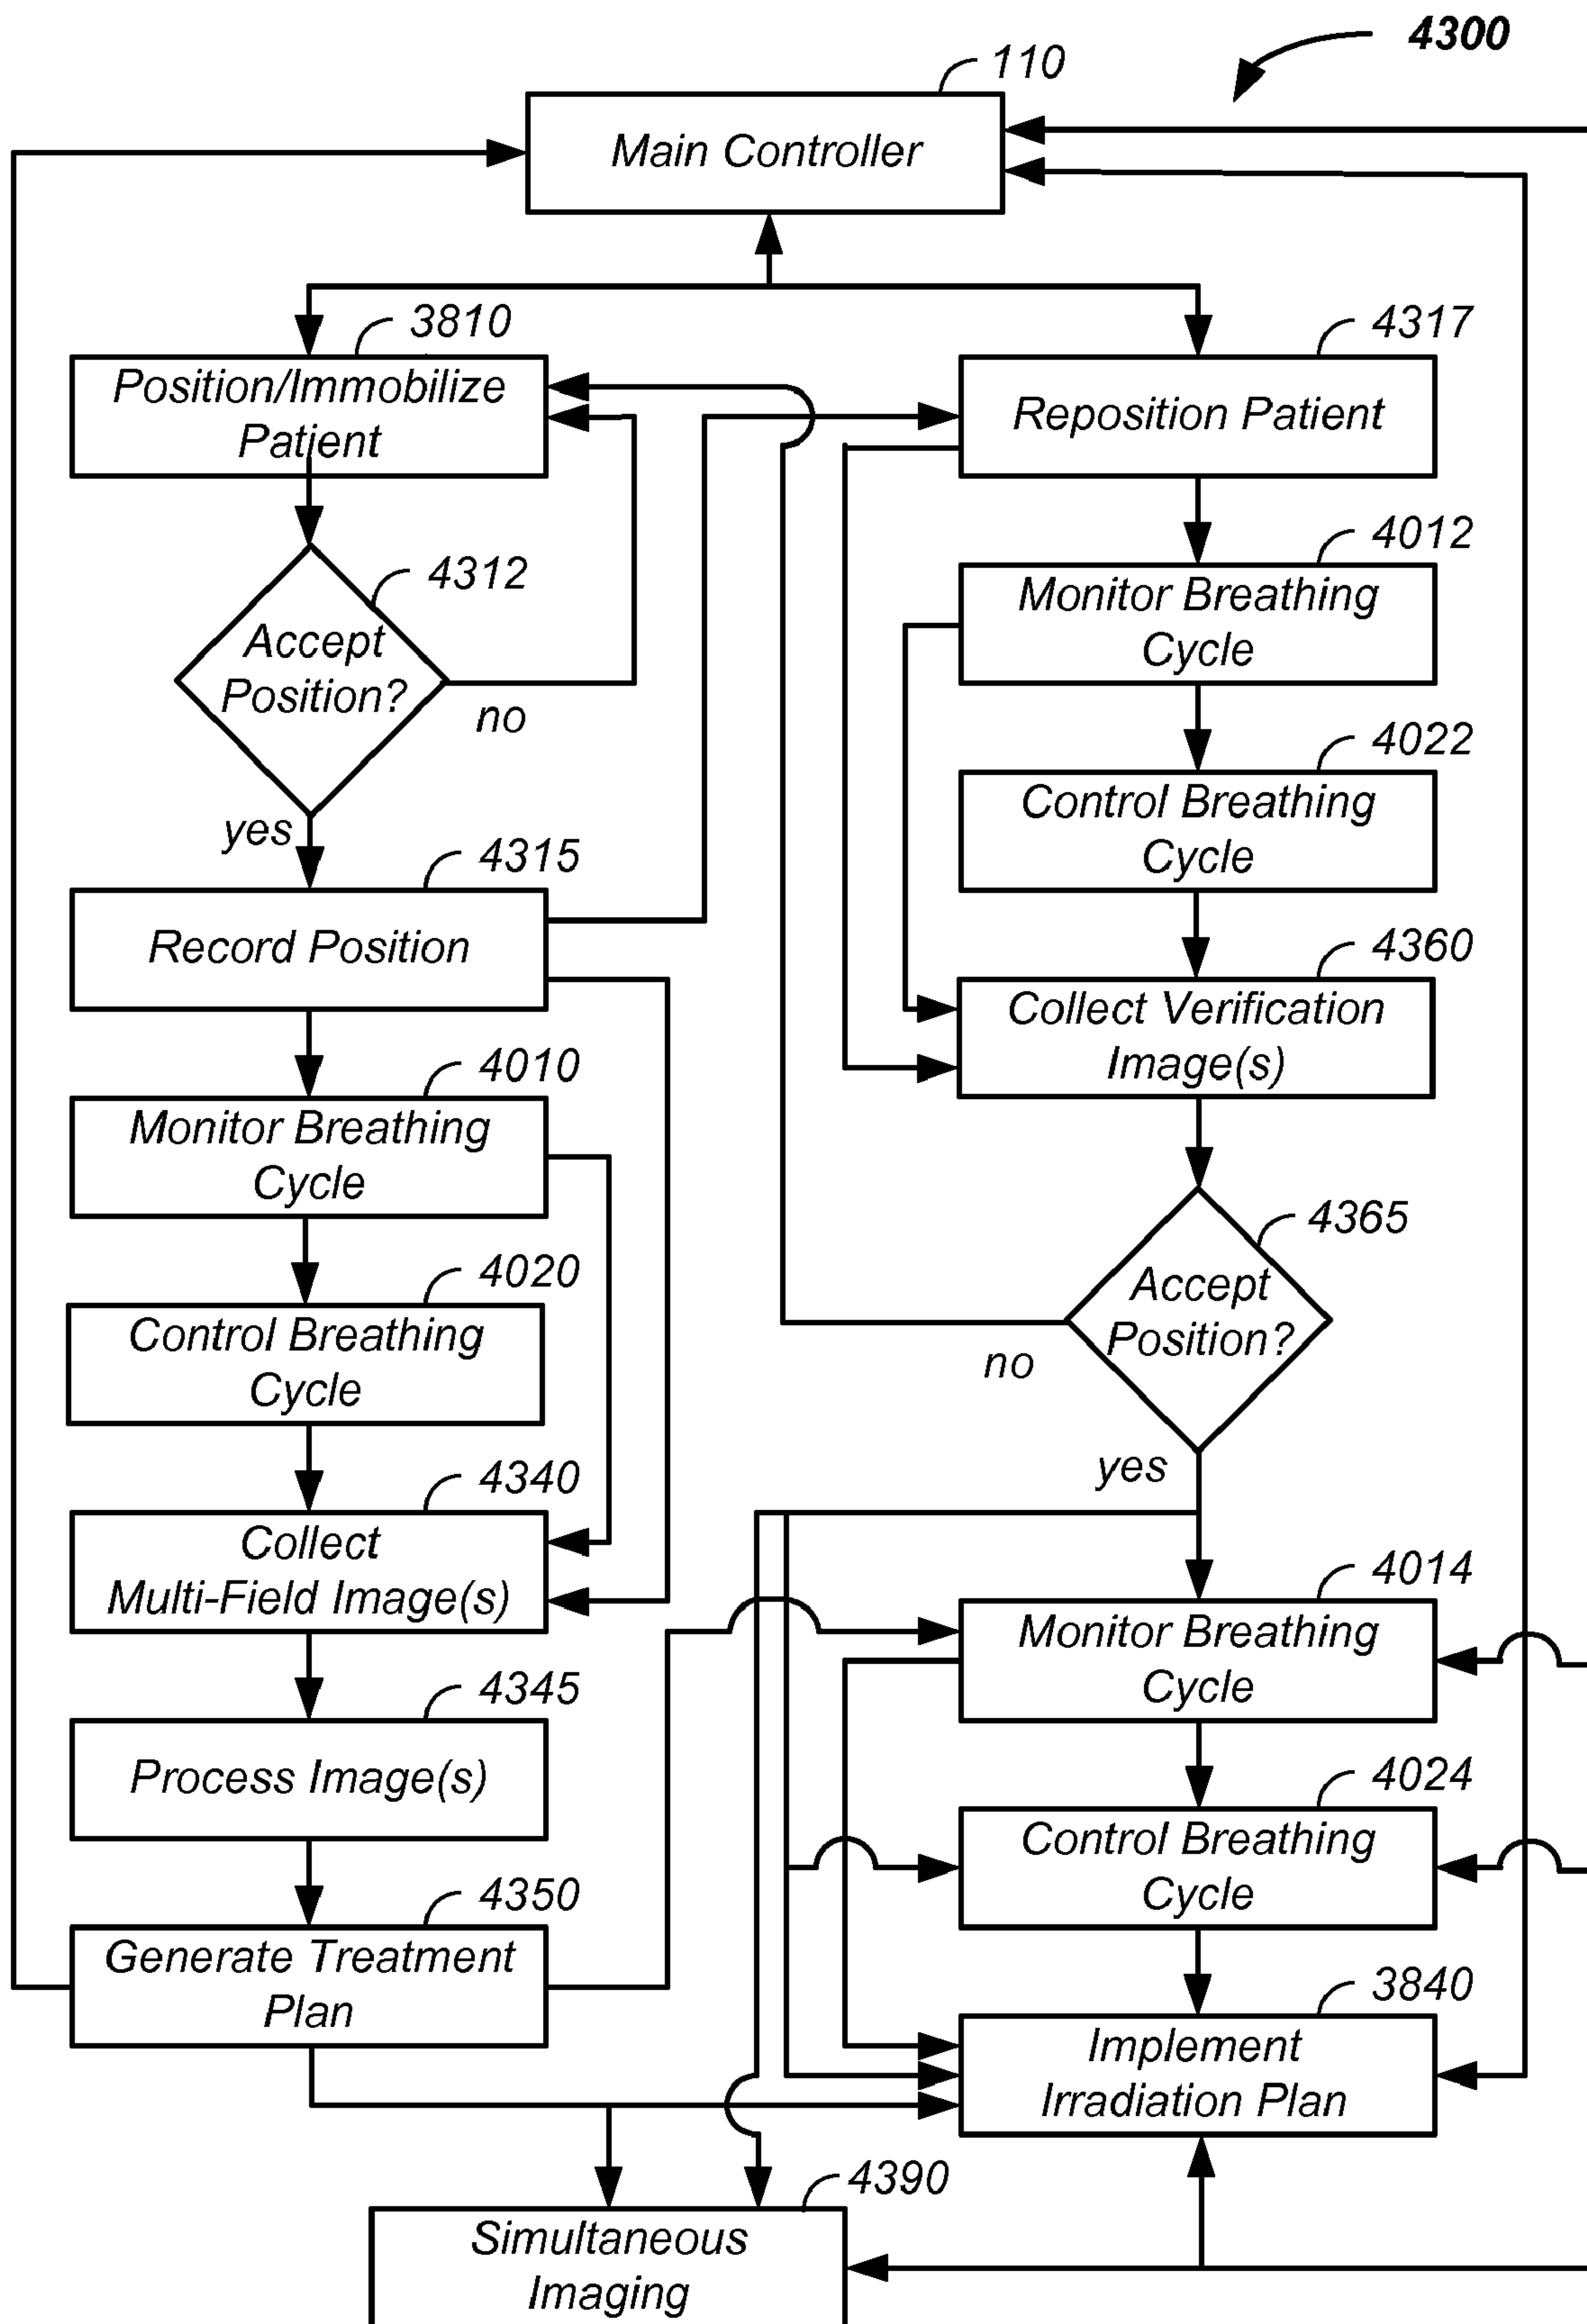 4300
110
Main Controller
3810
Position/Immobilize
Patient
4312
Accept
Position?
no
yes
4315
Record Position
4010
Monitor Breathing
Cycle
4020
Control Breathing
Cycle
4340
Collect
Multi-Field Image(s)
4345
Process Image(s)
4350
Generate Treatment
Plan
4317
Reposition Patient
4012
Monitor Breathing
Cycle
4022
Control Breathing
Cycle
4360
Collect Verification
Image(s)
4365
Accept
Position?
no
yes
4014
Monitor Breathing
Cycle
4024
Control Breathing
Cycle
3840
Implement
Irradiation Plan
4390
Simultaneous
Imaging